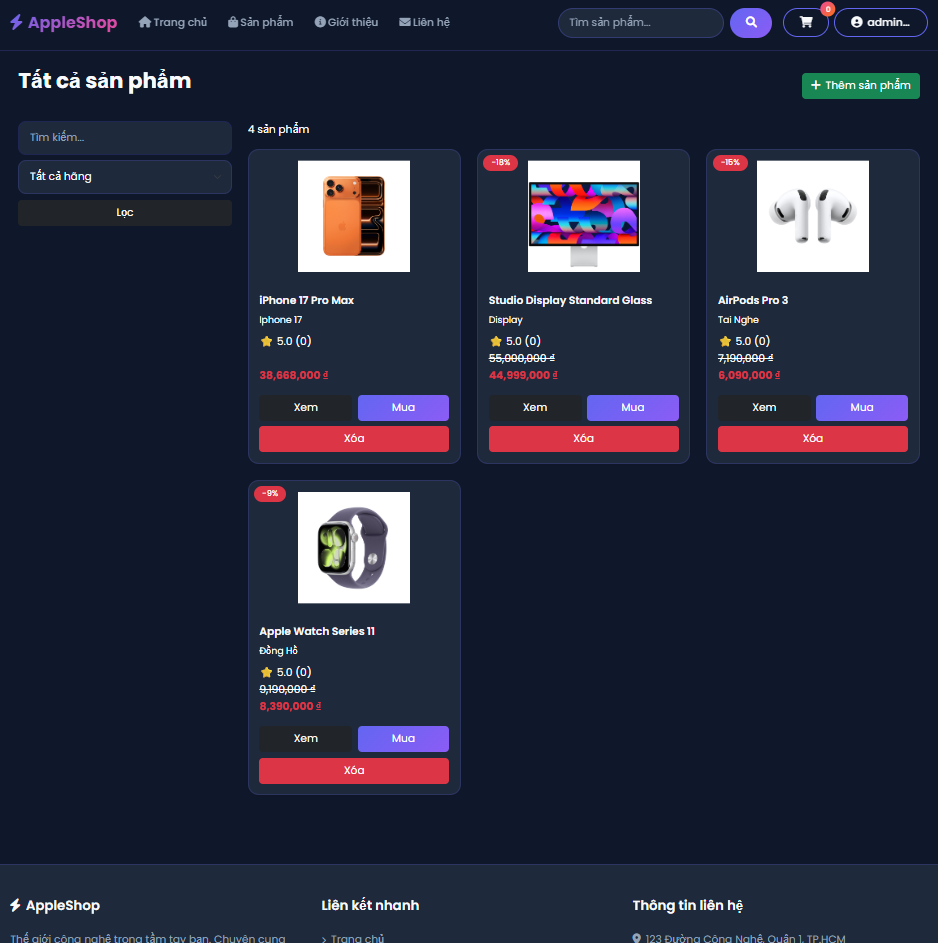 AppleShop Trang chủ Sản phẩm Giới thiệu Liên hệ Tìm sản phẩm... 0 admin...
Tất cả sản phẩm
+ Thêm sản phẩm
Tìm kiếm...
Tất cả hãng
Lọc
4 sản phẩm
iPhone 17 Pro Max
Iphone 17
5.0 (0)
38,668,000 ₫
Xem Mua
Xóa
-18%
Studio Display Standard Glass
Display
5.0 (0)
55,000,000 ₫
44,999,000 ₫
Xem Mua
Xóa
-15%
AirPods Pro 3
Tai Nghe
5.0 (0)
7,190,000 ₫
6,090,000 ₫
Xem Mua
Xóa
-9%
Apple Watch Series 11
Đồng Hồ
5.0 (0)
9,190,000 ₫
8,390,000 ₫
Xem Mua
Xóa
AppleShop
Thế giới công nghệ trong tầm tay bạn. Chuyên cung
Liên kết nhanh
› Trang chủ
Thông tin liên hệ
123 Đường Công Nghệ, Quận 1, TP.HCM